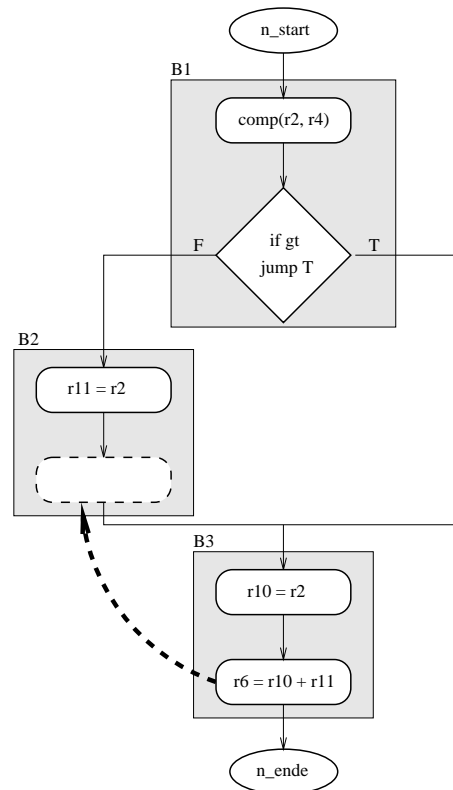 n_start
B1
comp(r2, r4)
if gt
jump T
F
T
B2
r11 = r2
B3
r10 = r2
r6 = r10 + r11
n_ende